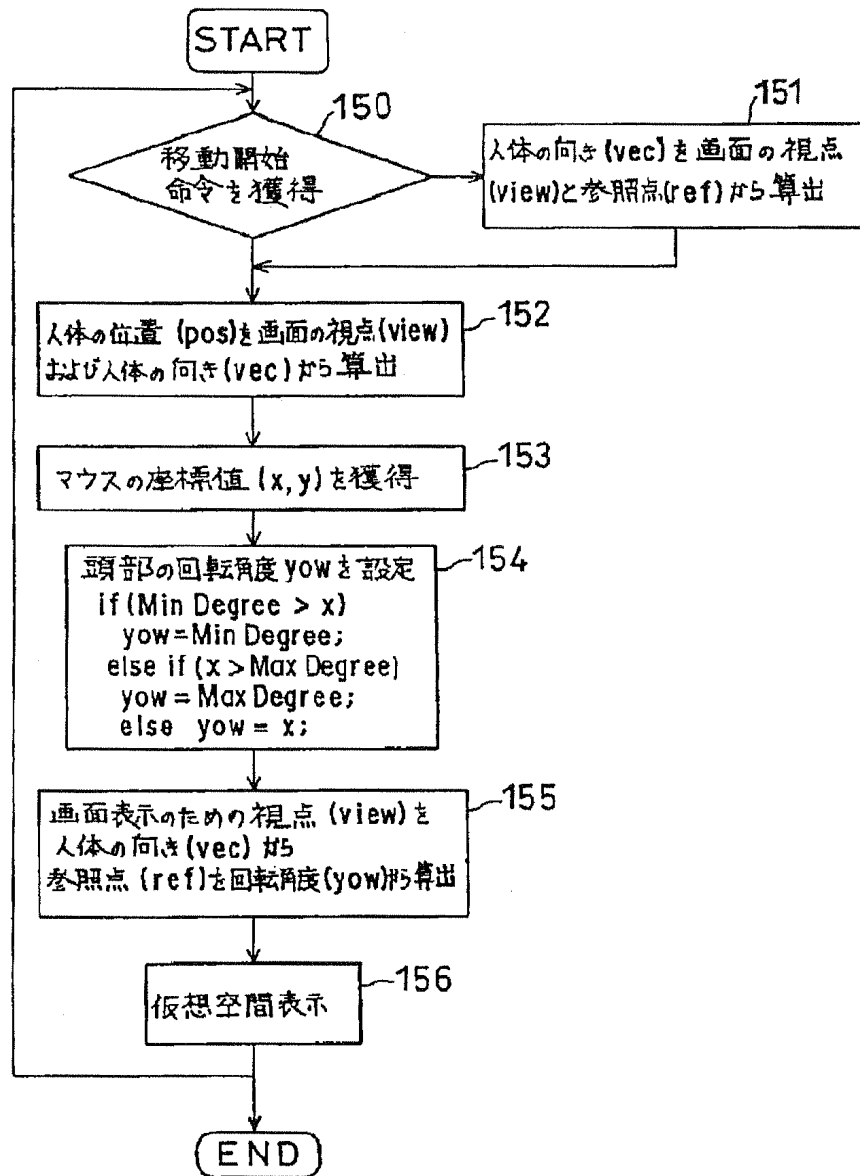 START
150
移動開始
命令を獲得
151
人体の向き(vec)を画面の視点
(view)と参照点(ref)から算出
152
人体の位置 (pos)を画面の視点(view)
および人体の向き(vec)から算出
153
マウスの座標値 (x,y)を獲得
154
頭部の回転角度 yowを設定
if (Min Degree > x)
yow=Min Degree;
else if (x > Max Degree)
yow = Max Degree;
else yow = x;
155
画面表示のための視点 (view)を
人体の向き(vec)から
参照点 (ref)を回転角度(yow)から算出
156
仮想空間表示
END